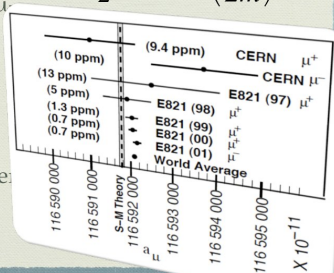 (10 ppm) (9.4 ppm) CERN μ+
(13 ppm) CERN μ−
(5 ppm) E821 (97) μ+
(1.3 ppm) E821 (98) μ+
(0.7 ppm) E821 (99) μ+
(0.7 ppm) E821 (00) μ+
E821 (01) μ−
World Average
116 590 000
116 591 000
S–M Theory
116 592 000
116 593 000
116 594 000
116 595 000
X 10−11
aμ